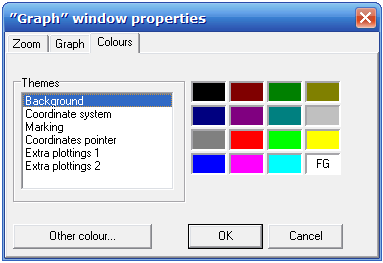 "Graph" window properties
Zoom Graph Colours
Themes
Background
Coordinate system
Marking
Coordinates pointer
Extra plottings 1
Extra plottings 2
FG
Other colour... OK Cancel